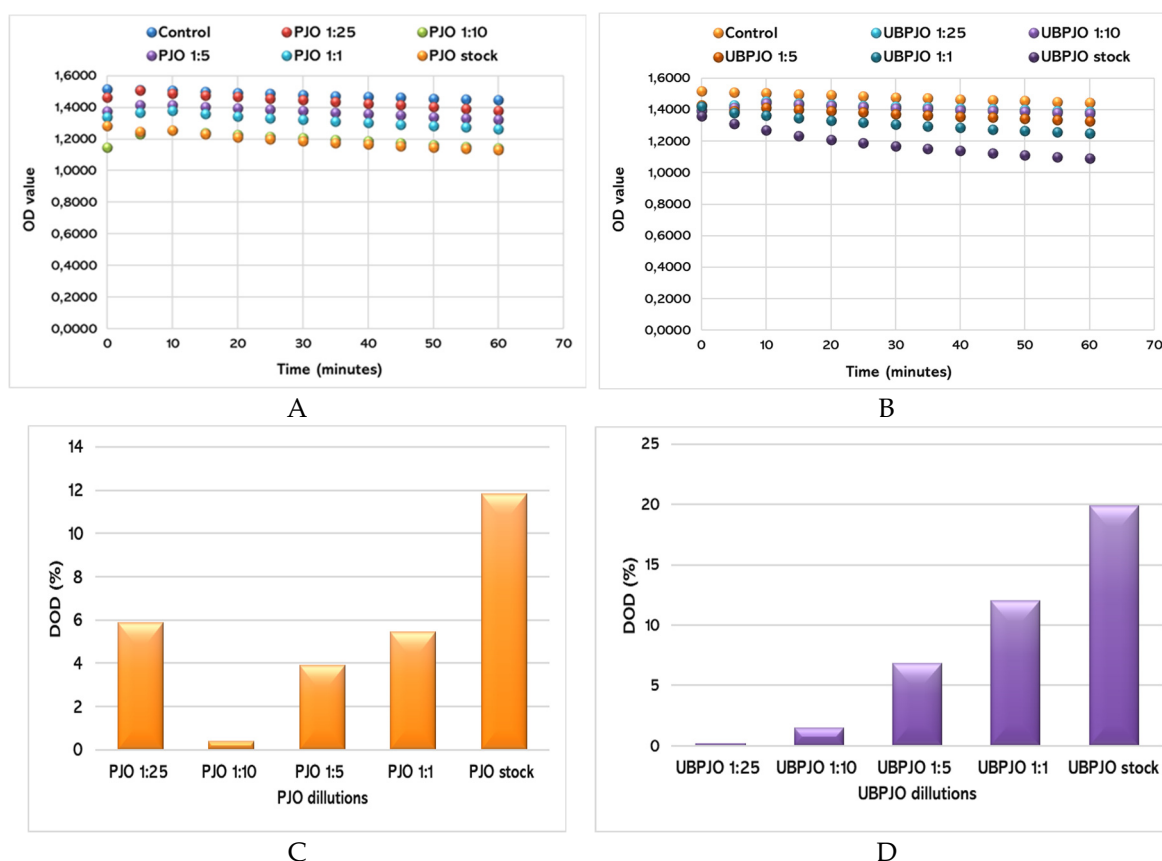 Control PJO 1:25 PJO 1:10
PJO 1:5 PJO 1:1 PJO stock
1,6000
1,4000
1,2000
1,0000
0,8000
0,6000
0,4000
0,2000
0,0000
OD value
0 10 20 30 40 50 60 70
Time (minutes)
A
Control UBPJO 1:25 UBPJO 1:10
UBPJO 1:5 UBPJO 1:1 UBPJO stock
1,6000
1,4000
1,2000
1,0000
0,8000
0,6000
0,4000
0,2000
0,0000
OD value
0 10 20 30 40 50 60 70
Time (minutes)
B
14
12
10
8
6
4
2
0
DOD (%)
PJO 1:25 PJO 1:10 PJO 1:5 PJO 1:1 PJO stock
PJO dillutions
C
25
20
15
10
5
0
DOD (%)
UBPJO 1:25 UBPJO 1:10 UBPJO 1:5 UBPJO 1:1 UBPJO stock
UBPJO dillutions
D